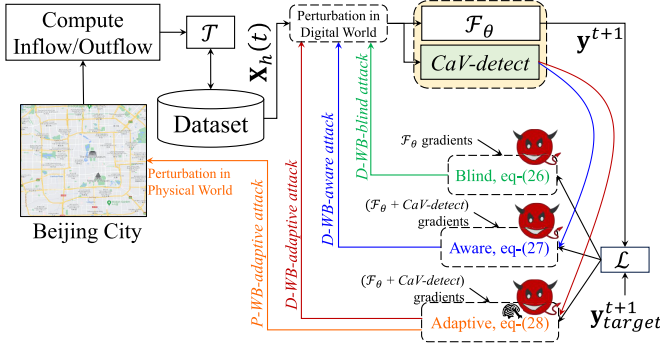 Compute
Inflow/Outflow
𝒯
Dataset
X_h(t)
Perturbation in
Digital World
ℱ_θ
CaV-detect
y^{t+1}
D-WB-blind attack
D-WB-aware attack
D-WB-adaptive attack
P-WB-adaptive attack
Perturbation in
Physical World
Beijing City
ℱ_θ gradients
Blind, eq-(26)
(ℱ_θ + CaV-detect)
gradients
Aware, eq-(27)
(ℱ_θ + CaV-detect)
gradients
Adaptive, eq-(28)
ℒ
y^{t+1}_{target}